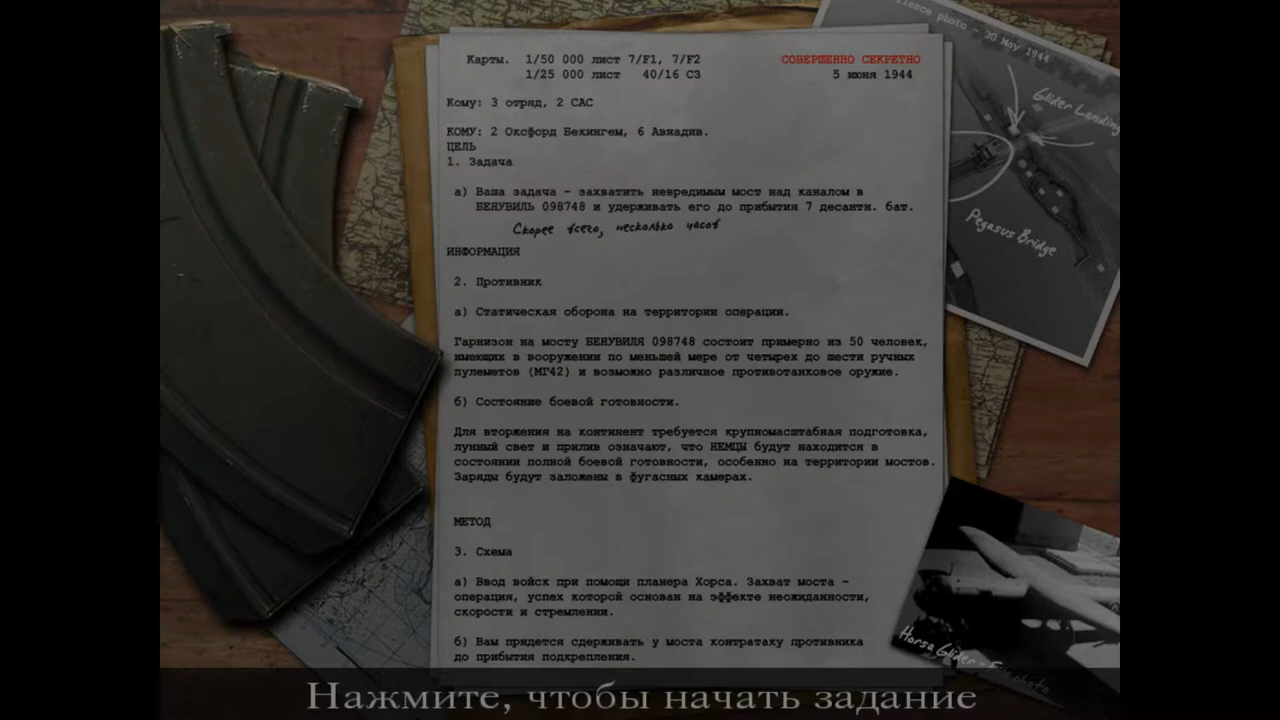 Карты. 1/50 000 лист 7/F1, 7/F2
СОВЕРШЕННО СЕКРЕТНО
1/25 000 лист 40/16 СЗ
5 июня 1944
Кому: 3 отряд, 2 САС
КОМУ: 2 Оксфорд Бекингем, 6 Авиадив.
ЦЕЛЬ
1. Задача
а) Ваша задача - захватить невредимым мост над каналом в
БЕНУВИЛЬ 098748 и удерживать его до прибытия 7 десантн. бат.
Скорее всего, несколько часов
ИНФОРМАЦИЯ
2. Противник
а) Статическая оборона на территории операции.
Гарнизон на мосту БЕНУВИЛЯ 098748 состоит примерно из 50 человек,
имеющих в вооружении по меньшей мере от четырех до шести ручных
пулеметов (МГ42) и возможно различное противотанковое оружие.
б) Состояние боевой готовности.
Для вторжения на континент требуется крупномасштабная подготовка,
лунный свет и прилив означают, что НЕМЦЫ будут находится в
состоянии полной боевой готовности, особенно на территории мостов.
Заряды будут заложены в фугасных камерах.
МЕТОД
3. Схема
а) Ввод войск при помощи планера Хорса. Захват моста -
операция, успех которой основан на эффекте неожиданности,
скорости и стремлении.
б) Вам придется сдерживать у моста контратаку противника
до прибытия подкрепления.
photo - 30 May 1944
Glider Landing
Pegasus Bridge
Horsa Glider -
photo
Нажмите, чтобы начать задание